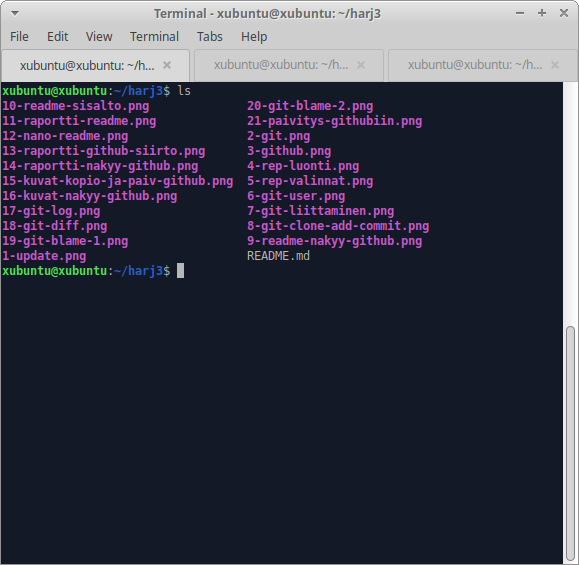 Terminal - xubuntu@xubuntu: ~/harj3
File Edit View Terminal Tabs Help
xubuntu@xubuntu: ~/h... xubuntu@xubuntu: ~/h... xubuntu@xubuntu: ~/h...
xubuntu@xubuntu:~/harj3$ ls
10-readme-sisalto.png 20-git-blame-2.png
11-raportti-readme.png 21-paivitys-githubiin.png
12-nano-readme.png 2-git.png
13-raportti-github-siirto.png 3-github.png
14-raportti-nakyy-github.png 4-rep-luonti.png
15-kuvat-kopio-ja-paiv-github.png 5-rep-valinnat.png
16-kuvat-nakyy-github.png 6-git-user.png
17-git-log.png 7-git-liittaminen.png
18-git-diff.png 8-git-clone-add-commit.png
19-git-blame-1.png 9-readme-nakyy-github.png
1-update.png README.md
xubuntu@xubuntu:~/harj3$